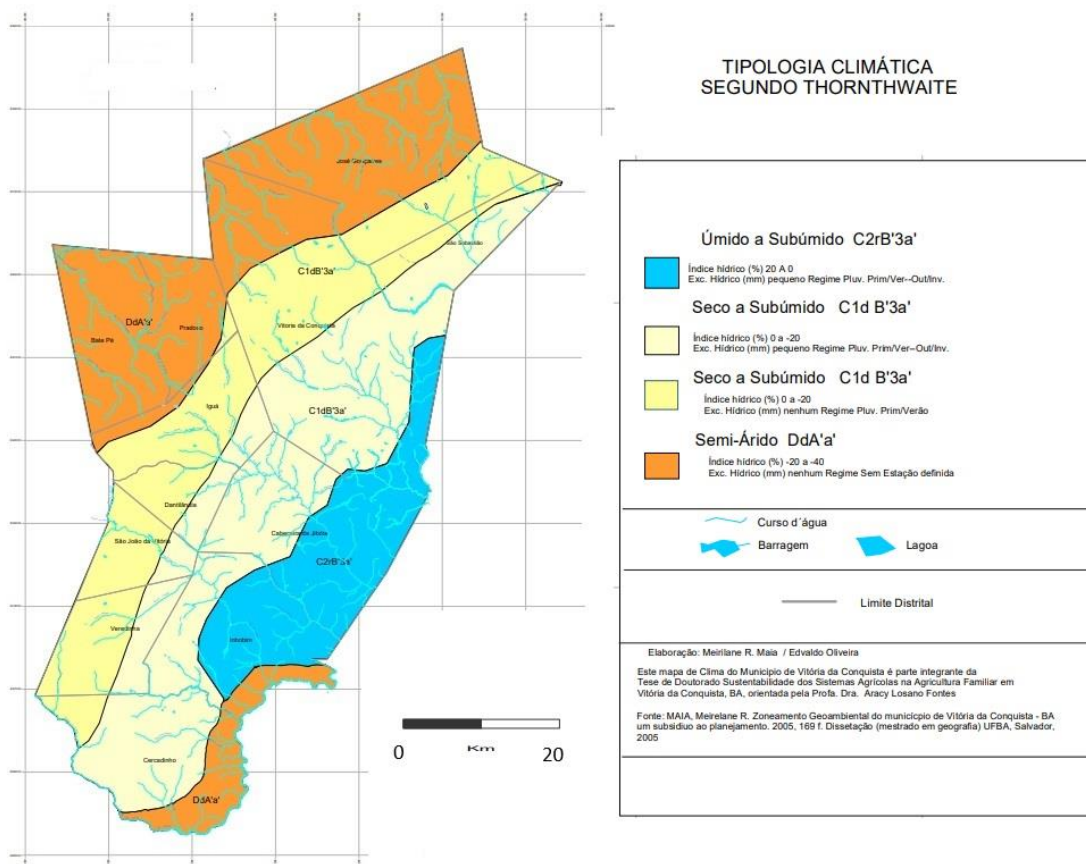 TIPOLOGIA CLIMÁTICA
SEGUNDO THORNTHWAITE
José Gonçalves
São Sebastião
C1dB'3a'
Vitória da Conquista
DdA'a'
Pradoso
Bate Pé
Iguá
C1dB'3a'
Dantilândia
São João da Vitória
Cabeceira da Jibóia
C2rB'3a'
Veredinha
Inhobim
Cercadinho
DdA'a'
0 Km 20
Úmido a Subúmido C2rB'3a'
Índice hídrico (%) 20 A 0
Exc. Hídrico (mm) pequeno Regime Pluv. Prim/Ver--Out/Inv.
Seco a Subúmido C1d B'3a'
Índice hídrico (%) 0 a -20
Exc. Hídrico (mm) pequeno Regime Pluv. Prim/Ver--Out/Inv.
Seco a Subúmido C1d B'3a'
Índice hídrico (%) 0 a -20
Exc. Hídrico (mm) nenhum Regime Pluv. Prim/Verão
Semi-Árido DdA'a'
Índice hídrico (%) -20 a -40
Exc. Hídrico (mm) nenhum Regime Sem Estação definida
Curso d´água
Barragem Lagoa
Limite Distrital
Elaboração: Meirilane R. Maia / Edvaldo Oliveira
Este mapa de Clima do Município de Vitória da Conquista é parte integrante da
Tese de Doutorado Sustentabilidade dos Sistemas Agrícolas na Agricultura Familiar em
Vitória da Conquista, BA, orientada pela Profa. Dra. Aracy Losano Fontes
Fonte: MAIA, Meirelane R. Zoneamento Geoambiental do municícpio de Vitória da Conquista - BA
um subsidiuo ao planejamento. 2005, 169 f. Dissetação (mestrado em geografia) UFBA, Salvador,
2005